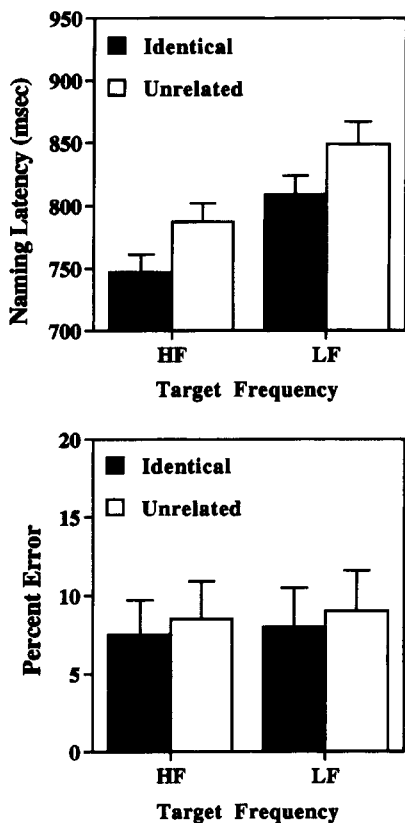 950
900
850
800
750
700
Naming Latency (msec)
Identical
Unrelated
HF LF
Target Frequency
20
15
10
5
0
Percent Error
Identical
Unrelated
HF LF
Target Frequency